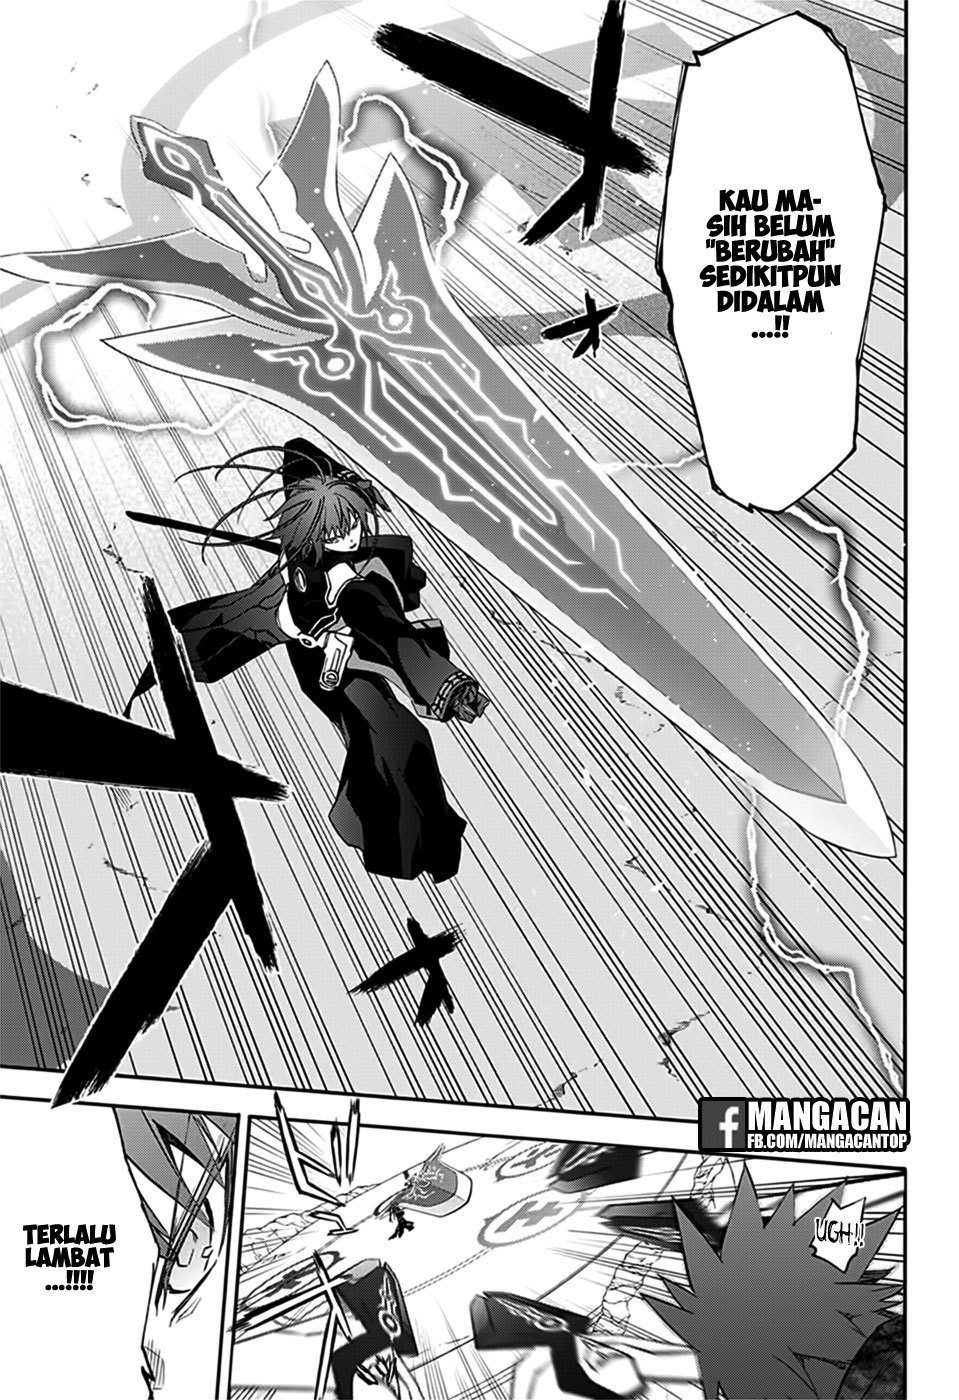 KAU MA-
SIH BELUM
"BERUBAH"
SEDIKITPUN
DIDALAM
...!!
MANGACAN
FB.COM/MANGACANTOP
UGH!!
TERLALU
LAMBAT
...!!!!